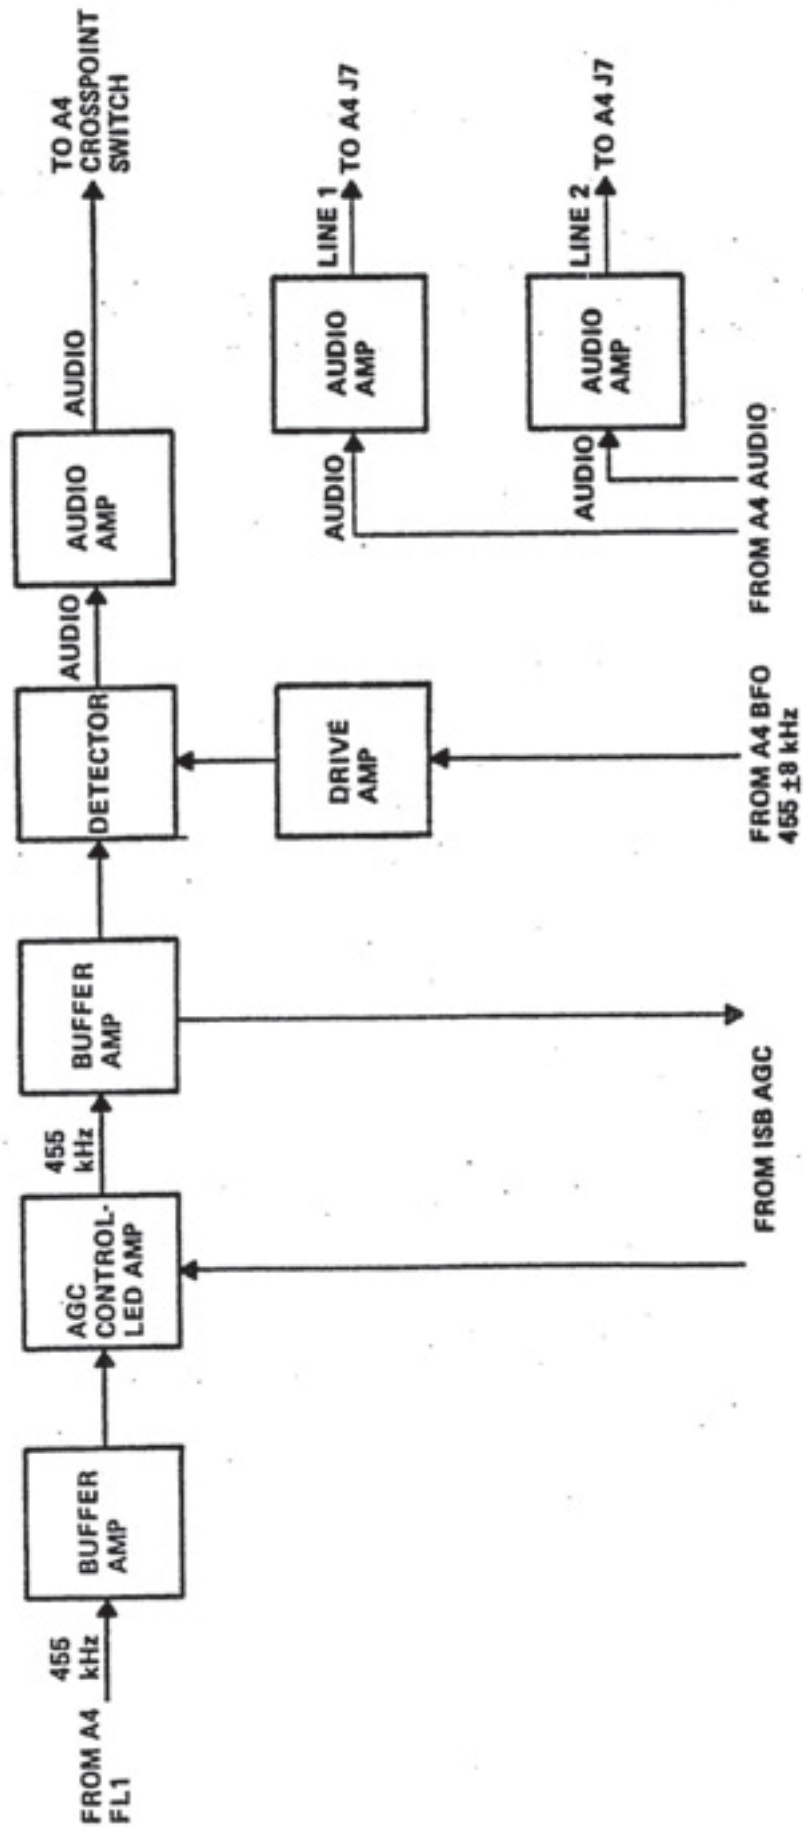 FROM A4
FL1
455
kHz
BUFFER
AMP
AGC
CONTROL-
LED AMP
455
kHz
BUFFER
AMP
DETECTOR
AUDIO
AUDIO
AMP
AUDIO
TO A4
CROSSPOINT
SWITCH
DRIVE
AMP
AUDIO
AUDIO
AMP
LINE 1
TO A4 J7
AUDIO
AUDIO
AMP
LINE 2
TO A4 J7
FROM ISB AGC
FROM A4 BFO
455 ±8 kHz
FROM A4 AUDIO